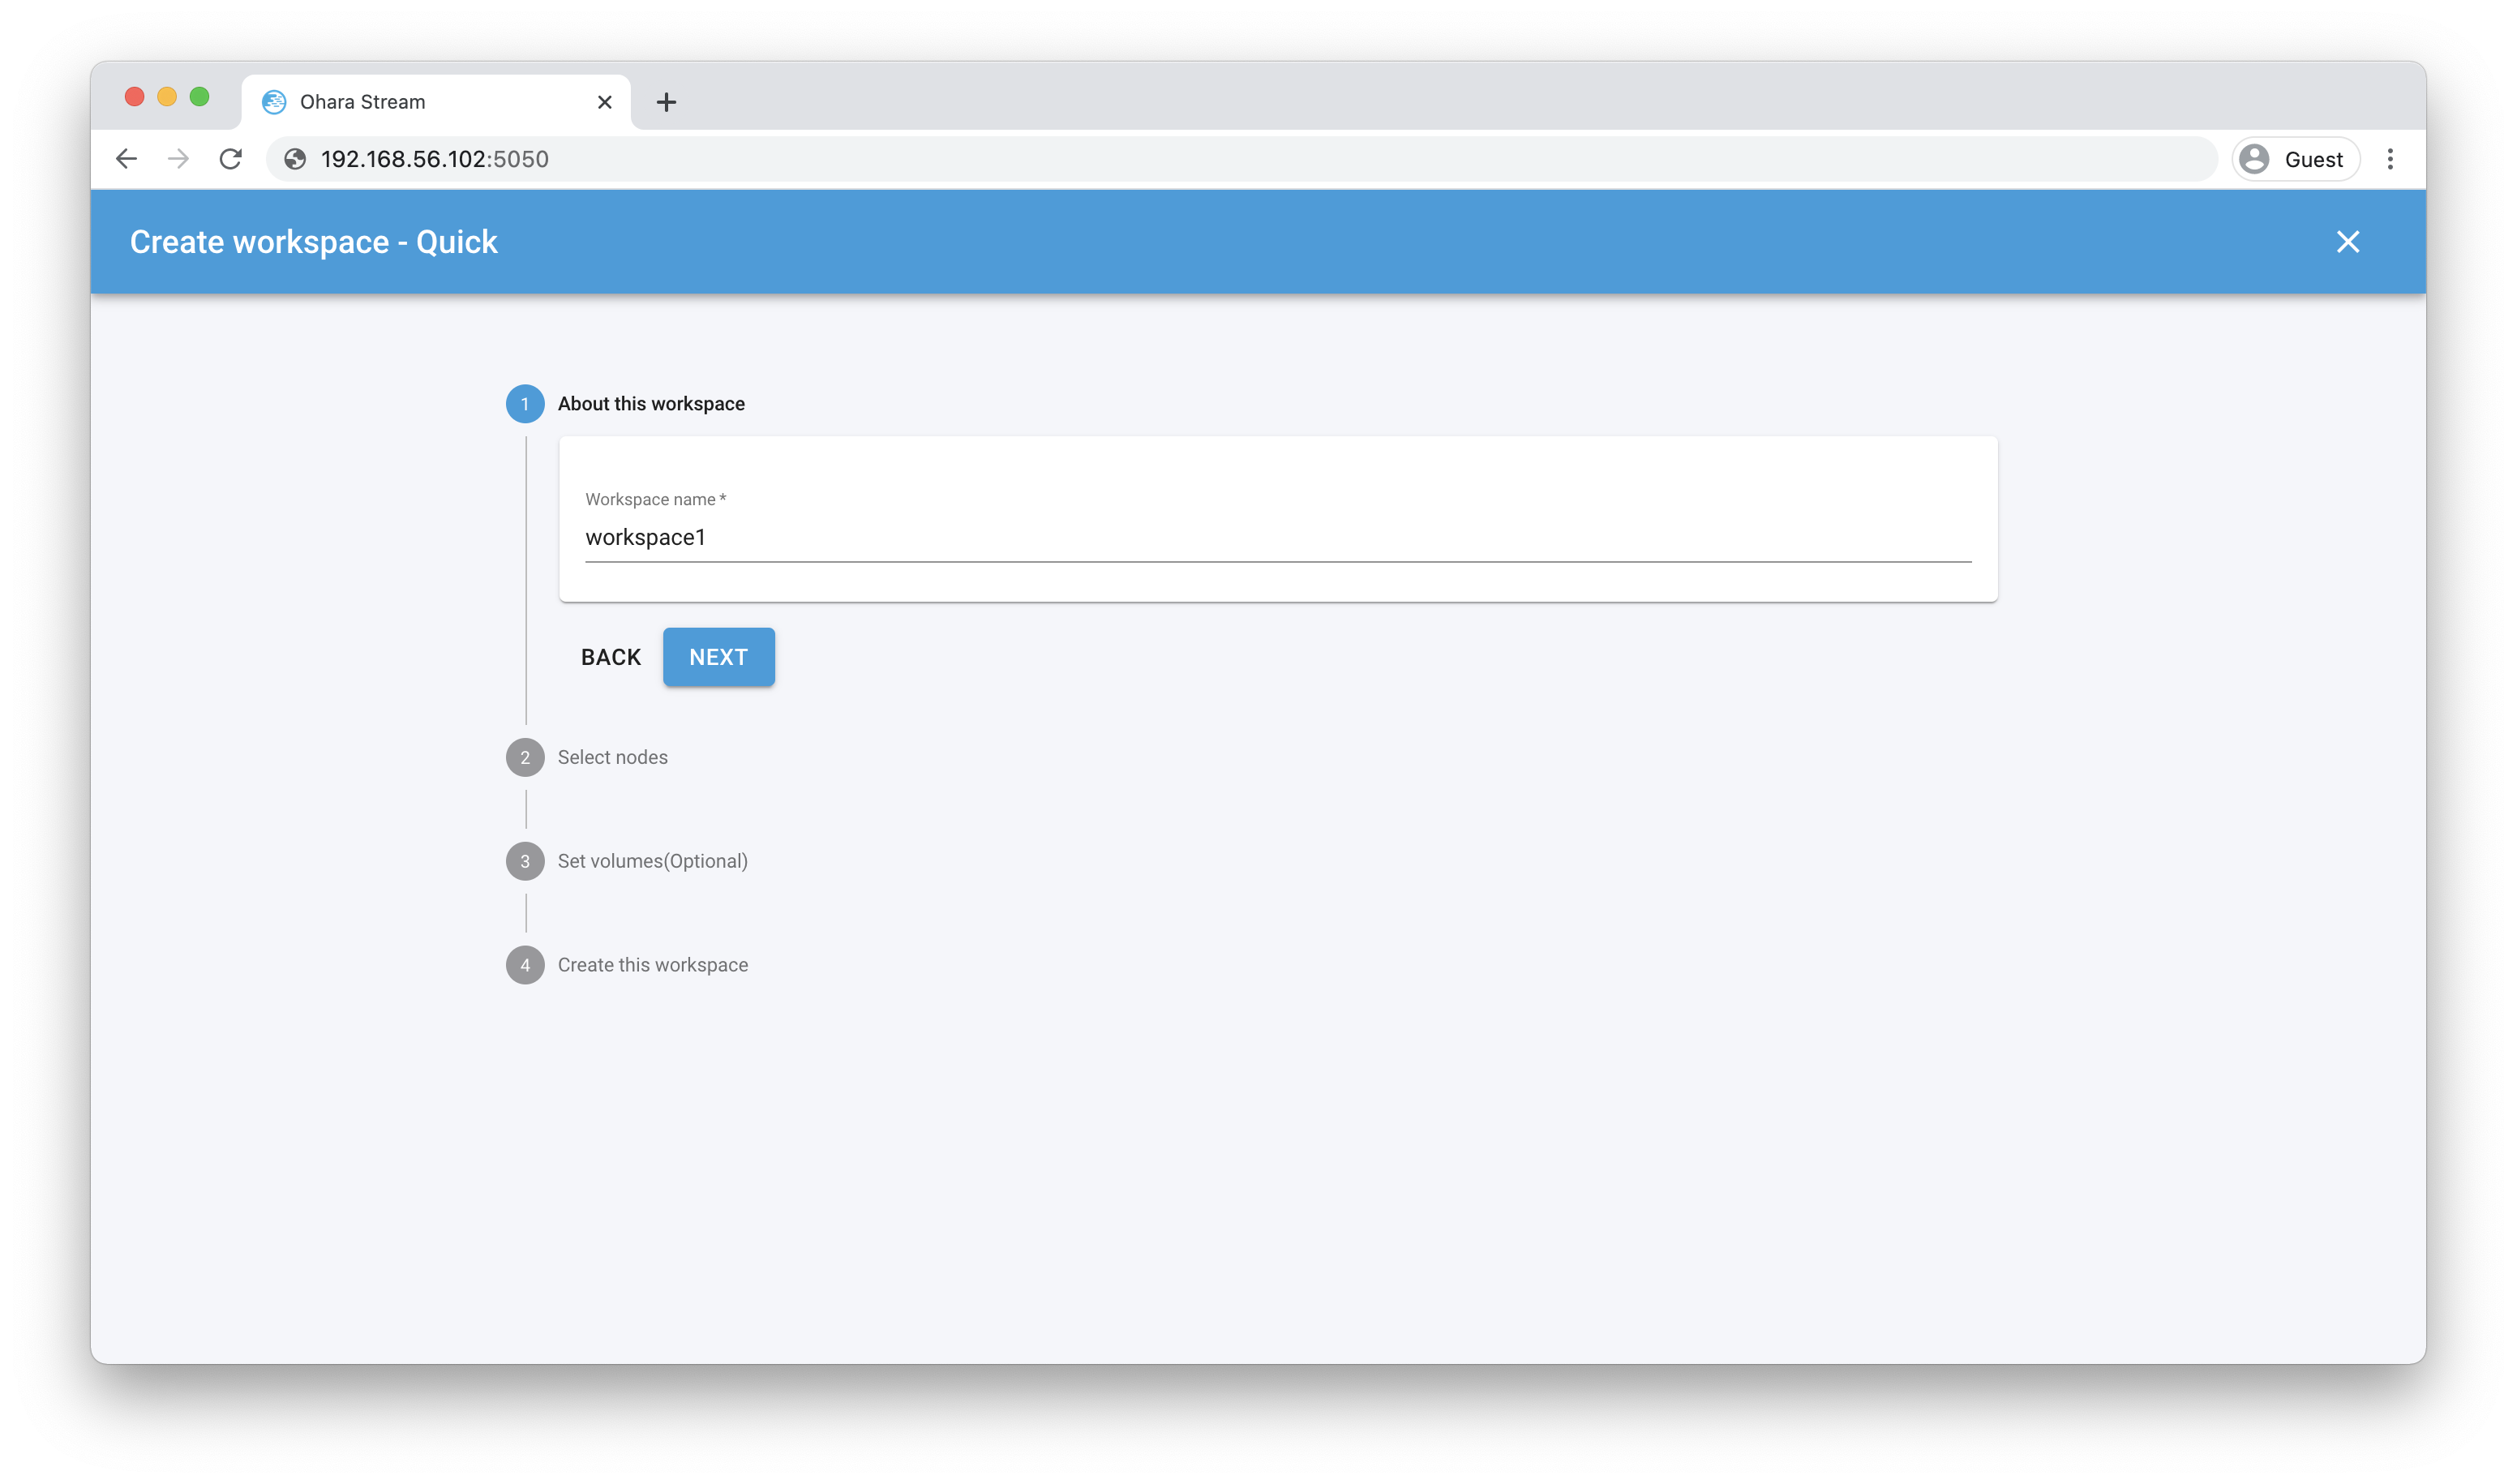 Ohara Stream
192.168.56.102:5050
Guest
Create workspace - Quick
1 About this workspace
Workspace name *
workspace1
BACK NEXT
2 Select nodes
3 Set volumes(Optional)
4 Create this workspace